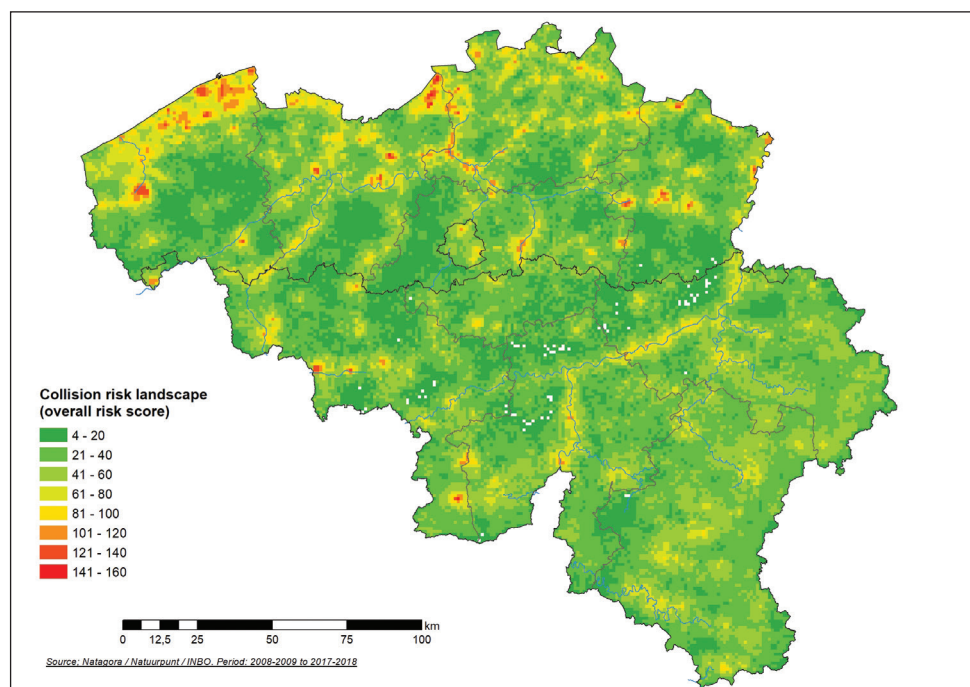 Collision risk landscape
(overall risk score)
4 - 20
21 - 40
41 - 60
61 - 80
81 - 100
101 - 120
121 - 140
141 - 160
km
0 12,5 25 50 75 100
Source: Natagora / Natuurpunt / INBO. Period: 2008-2009 to 2017-2018